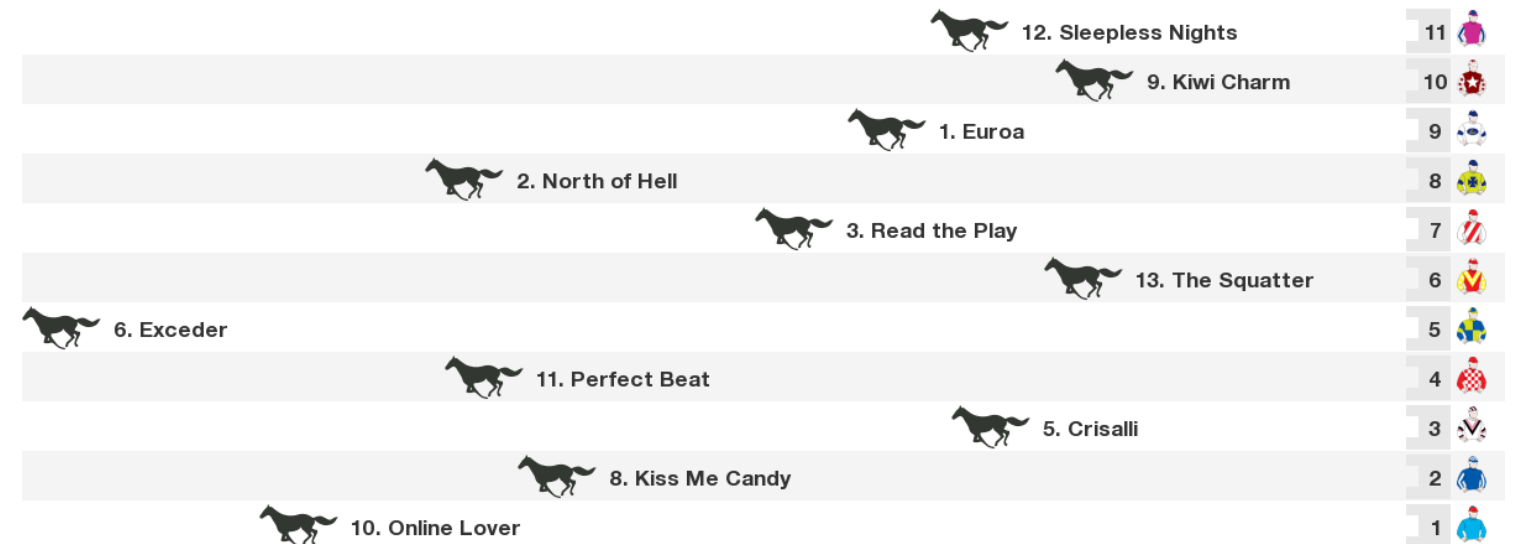 12. Sleepless Nights 11
9. Kiwi Charm 10
1. Euroa 9
2. North of Hell 8
3. Read the Play 7
13. The Squatter 6
6. Exceder 5
11. Perfect Beat 4
5. Crisalli 3
8. Kiss Me Candy 2
10. Online Lover 1